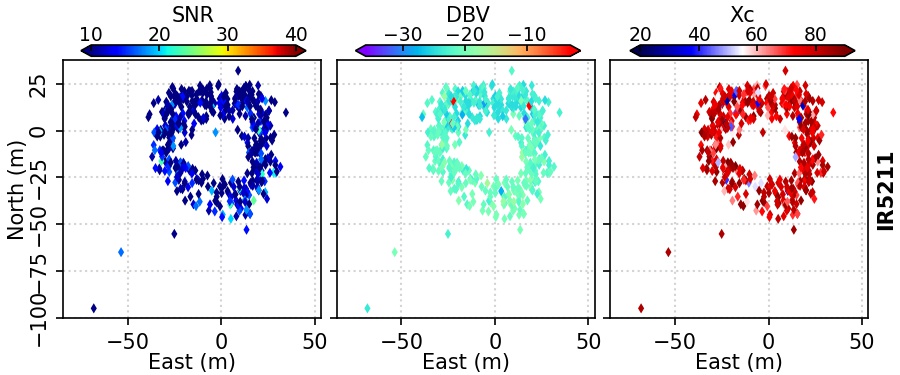 SNR DBV Xc
10 20 30 40 −30 −20 −10 20 40 60 80
25
0
−25
−50
−75
−100
North (m)
−50 0 50 −50 0 50 −50 0 50
East (m) East (m) East (m)
IR5211